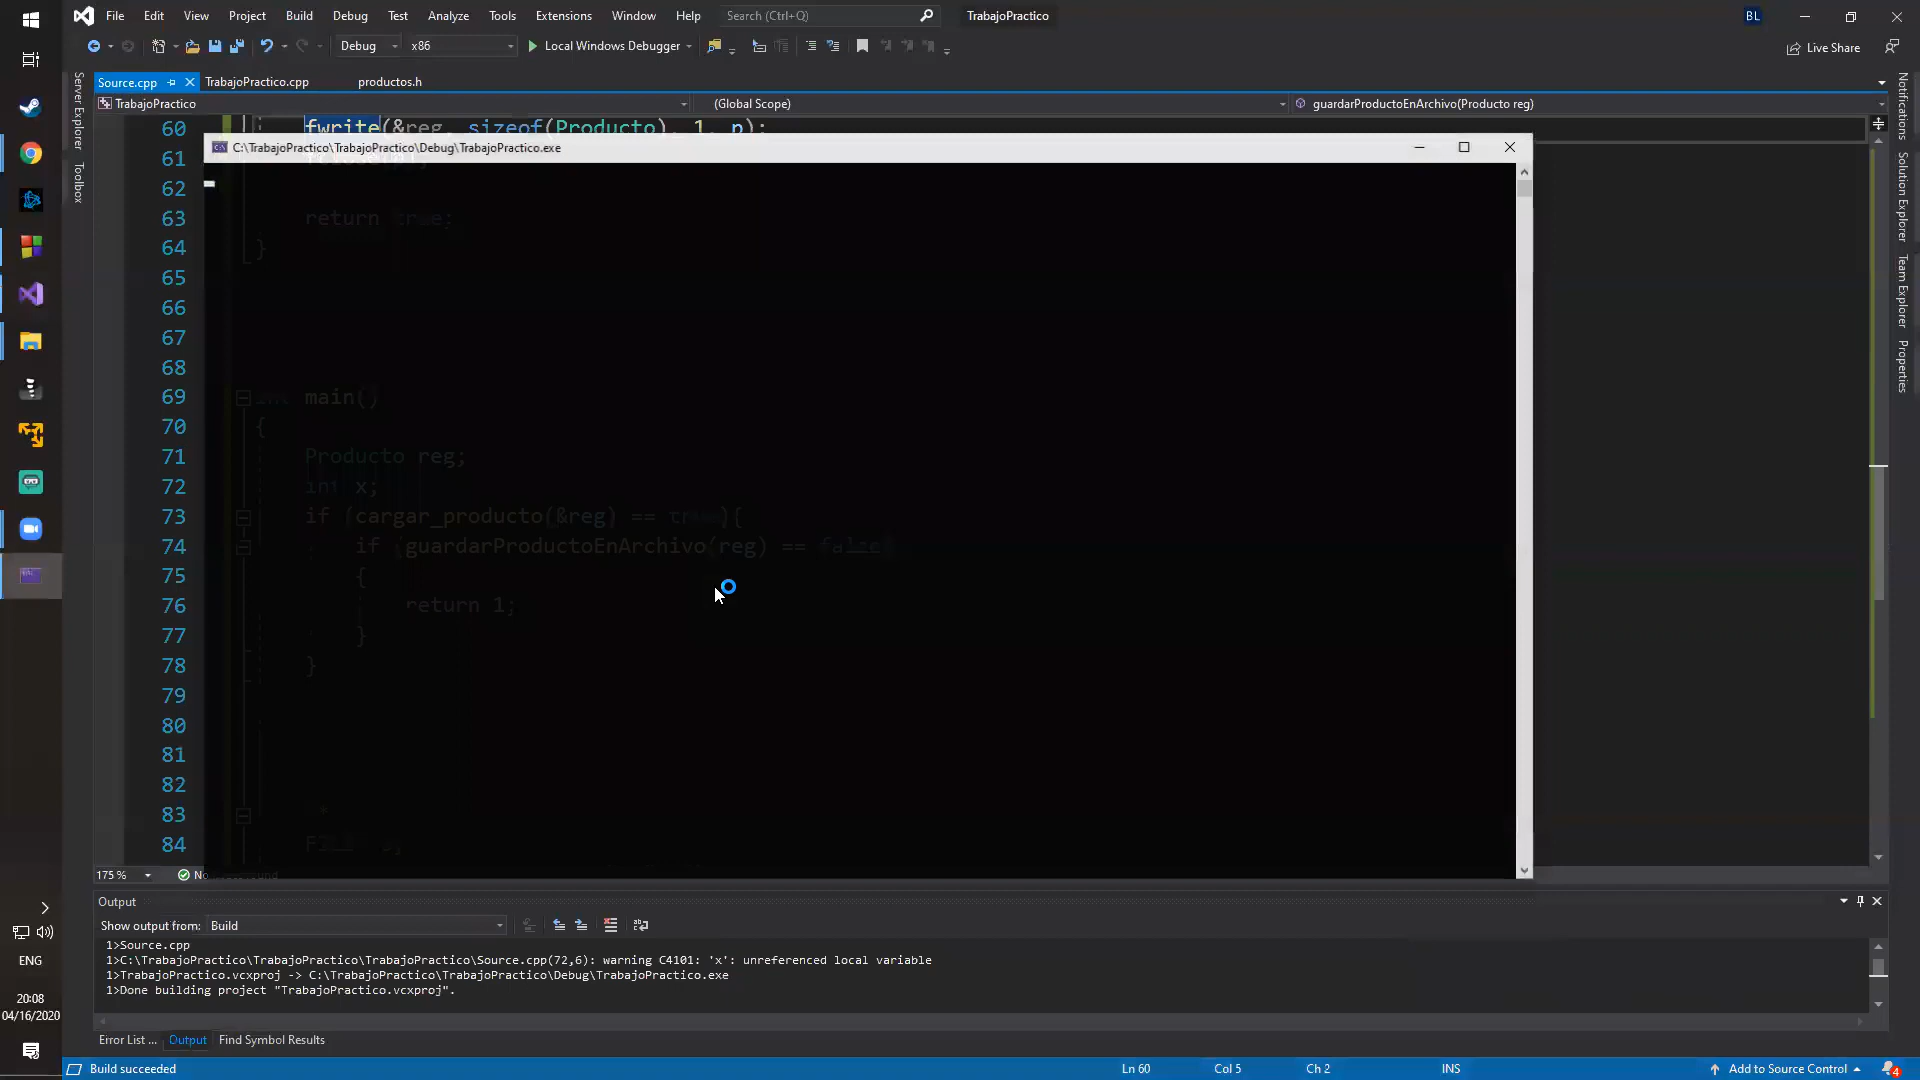 File Edit View Project Build Debug Test Analyze Tools Extensions Window Help Search (Ctrl+Q) TrabajoPractico BL
Debug x86 Local Windows Debugger Live Share
Source.cpp TrabajoPractico.cpp productos.h
TrabajoPractico (Global Scope) guardarProductoEnArchivo(Producto reg)
Server Explorer
Toolbox
Notifications
Solution Explorer
Team Explorer
Properties
60 fwrite(&reg, sizeof(Producto), 1, p);
C:\TrabajoPractico\TrabajoPractico\Debug\TrabajoPractico.exe
61
62
63 return true;
64 }
65
66
67
68
69 int main()
70 {
71 Producto reg;
72 int x;
73 if (cargar_producto(&reg) == true){
74 if (guardarProductoEnArchivo(reg) == false)
75 {
76 return 1;
77 }
78 }
79
80
81
82
83
84
175 % No
Output
Show output from: Build
1>Source.cpp
1>C:\TrabajoPractico\TrabajoPractico\TrabajoPractico\Source.cpp(72,6): warning C4101: 'x': unreferenced local variable
1>TrabajoPractico.vcxproj -> C:\TrabajoPractico\TrabajoPractico\Debug\TrabajoPractico.exe
1>Done building project "TrabajoPractico.vcxproj".
Error List ... Output Find Symbol Results
Build succeeded Ln 60 Col 5 Ch 2 INS Add to Source Control 4
ENG
20:08
04/16/2020